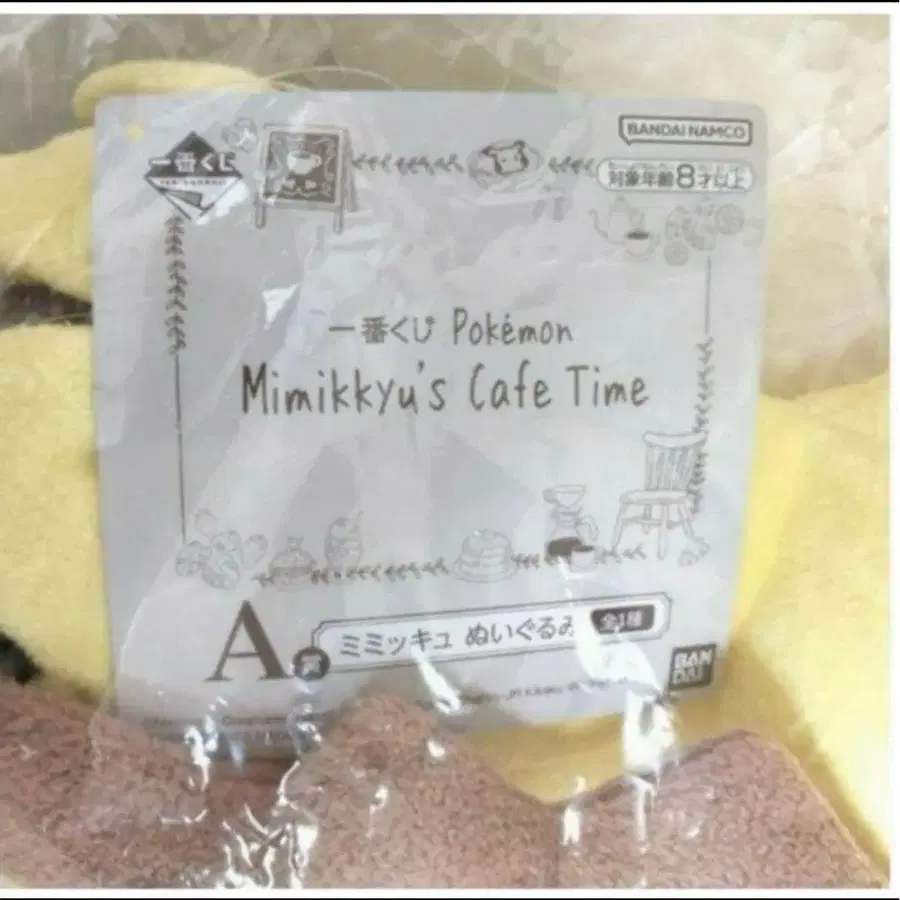 一番くじ
BANDAI NAMCO
対象年齢8才以上
一番くじ Pokémon
Mimikkyu's Cafe Time
A賞 ミミッキュ ぬいぐるみ 全1種
BANDAI